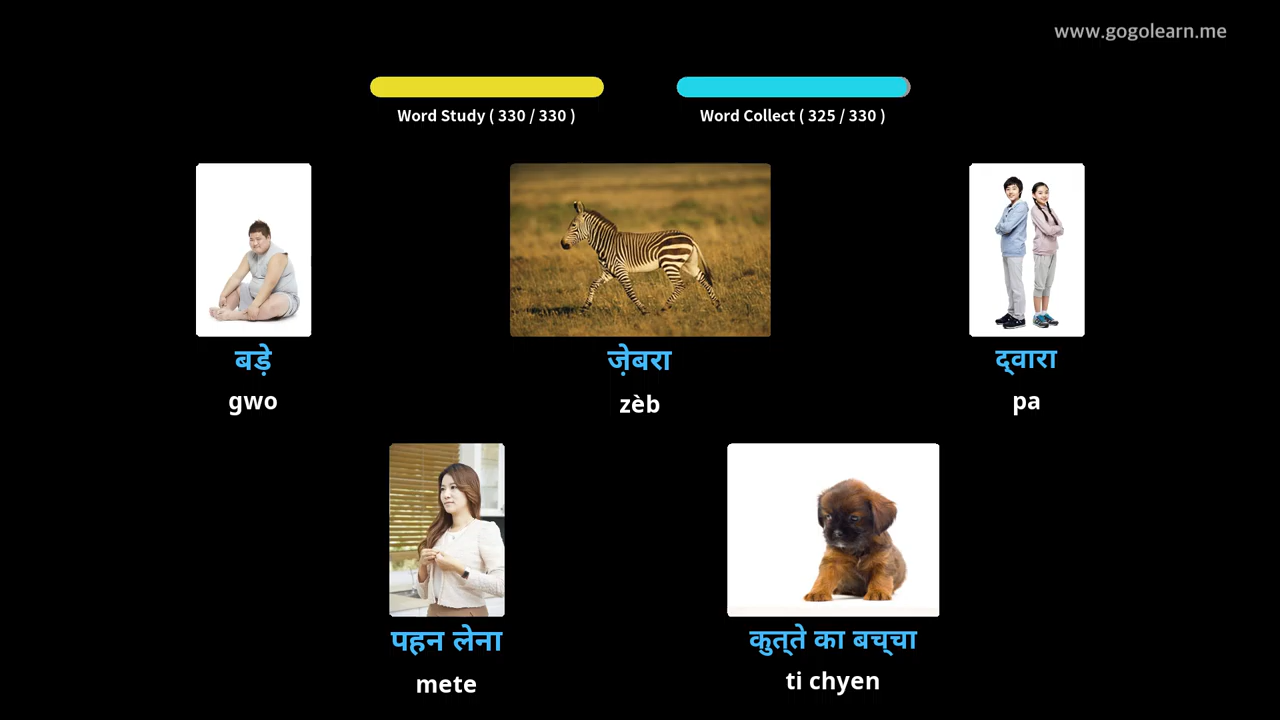 www.gogolearn.me
Word Study ( 330 / 330 )
Word Collect ( 325 / 330 )
बड़े
gwo
ज़ेबरा
zèb
द्वारा
pa
पहन लेना
mete
कुत्ते का बच्चा
ti chyen